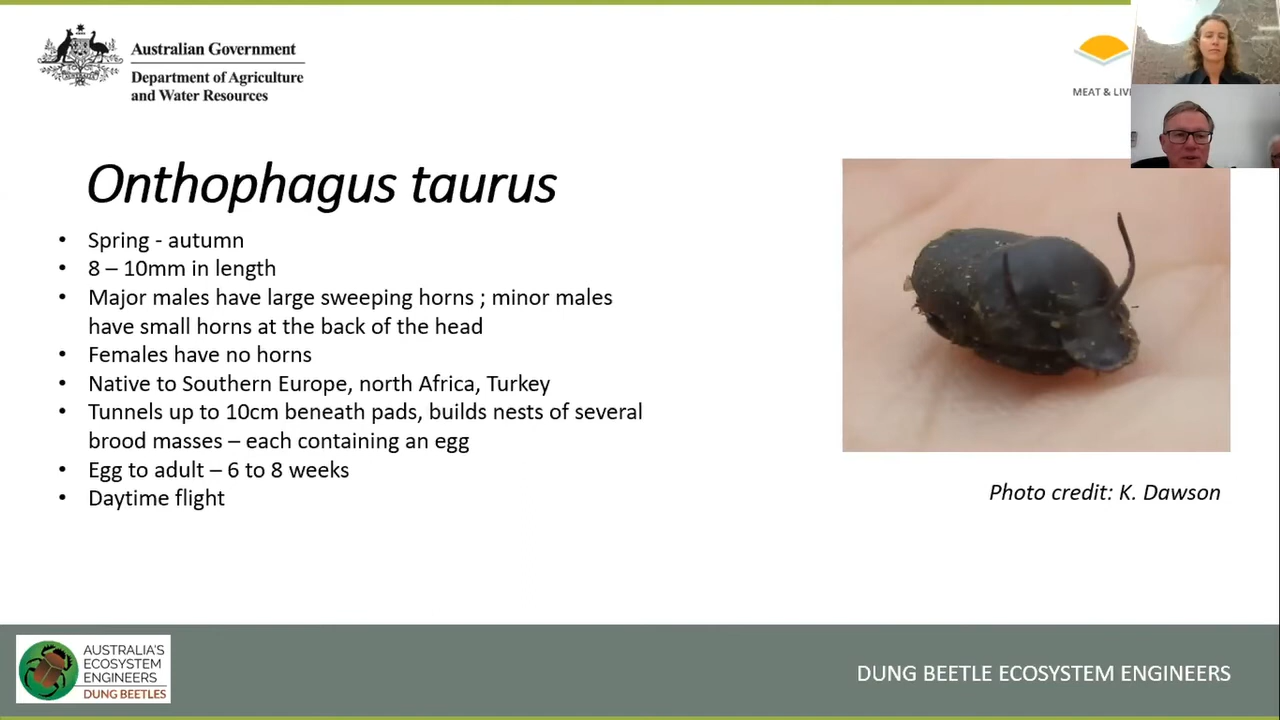 Australian Government
Department of Agriculture
and Water Resources
MEAT & LIV
Onthophagus taurus
• Spring - autumn
• 8 – 10mm in length
• Major males have large sweeping horns ; minor males
have small horns at the back of the head
• Females have no horns
• Native to Southern Europe, north Africa, Turkey
• Tunnels up to 10cm beneath pads, builds nests of several
brood masses – each containing an egg
• Egg to adult – 6 to 8 weeks
• Daytime flight
Photo credit: K. Dawson
AUSTRALIA'S
ECOSYSTEM
ENGINEERS
DUNG BEETLES
DUNG BEETLE ECOSYSTEM ENGINEERS